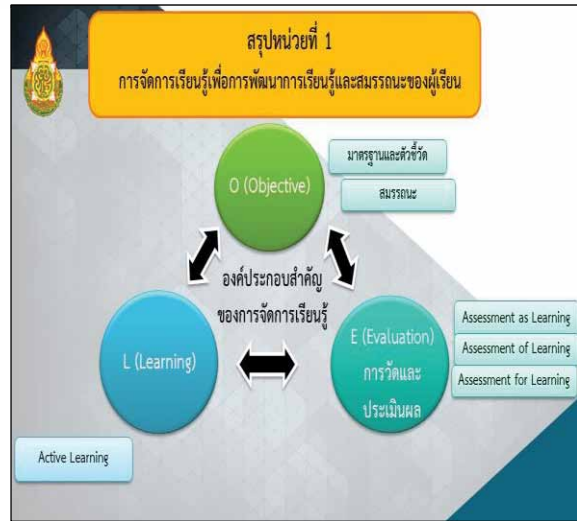 สรุปหน่วยที่ 1
การจัดการเรียนรู้เพื่อการพัฒนาการเรียนรู้และสมรรถนะของผู้เรียน
O (Objective)
มาตรฐานและตัวชี้วัด
สมรรถนะ
องค์ประกอบสำคัญ
ของการจัดการเรียนรู้
L (Learning)
E (Evaluation)
การวัดและ
ประเมินผล
Assessment as Learning
Assessment of Learning
Assessment for Learning
Active Learning